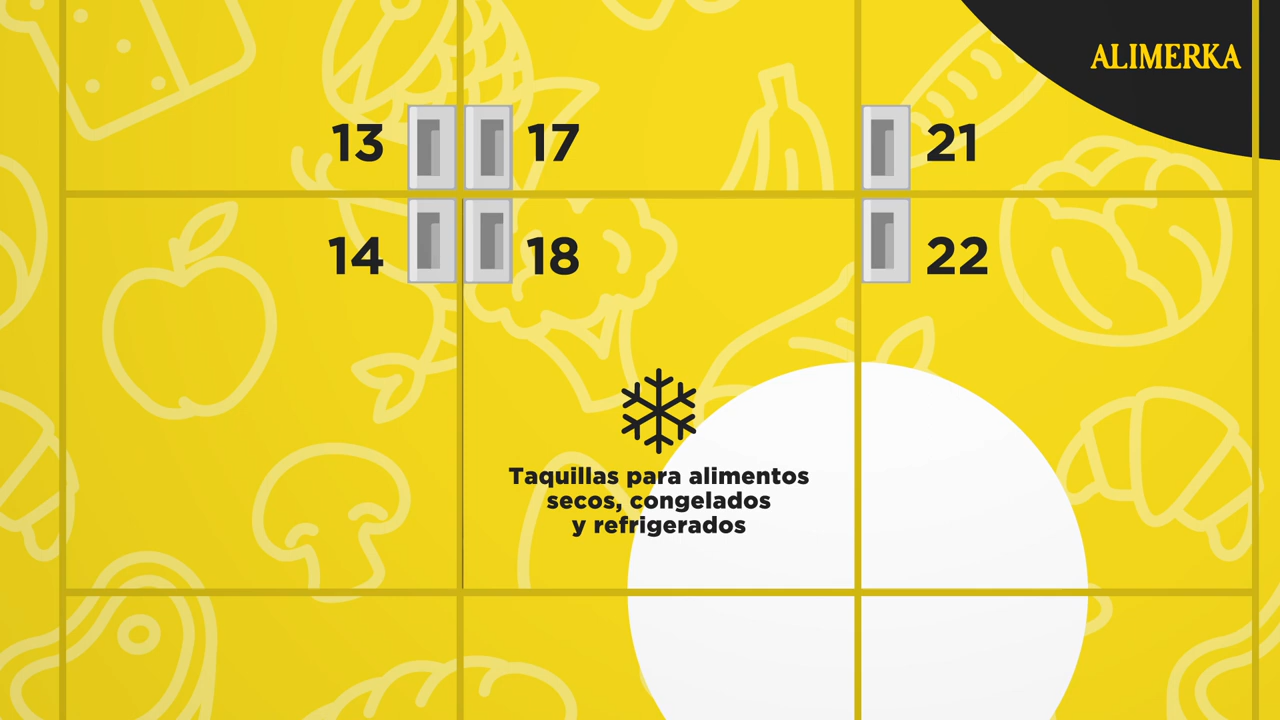 ALIMERKA
13 17 21
14 18 22
Taquillas para alimentos
secos, congelados
y refrigerados